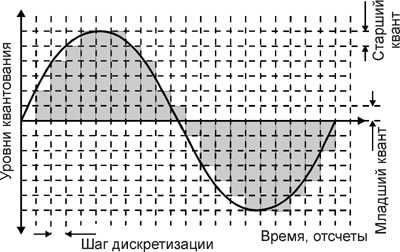 Уровни квантования
Старший
квант
Младший квант
Время, отсчеты
Шаг дискретизации